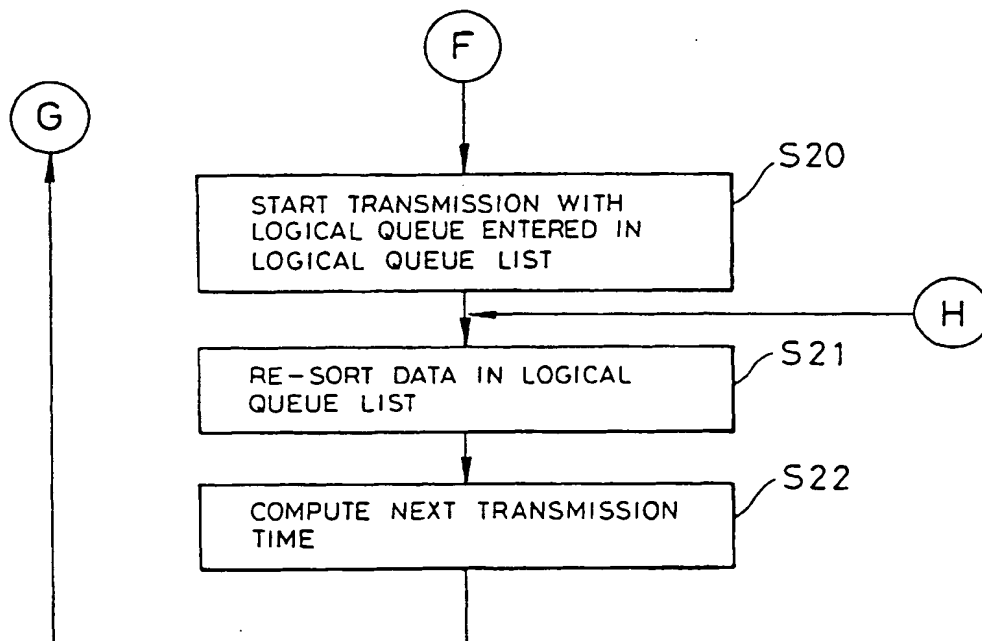 F
G
S20
START TRANSMISSION WITH
LOGICAL QUEUE ENTERED IN
LOGICAL QUEUE LIST
H
S21
RE-SORT DATA IN LOGICAL
QUEUE LIST
S22
COMPUTE NEXT TRANSMISSION
TIME